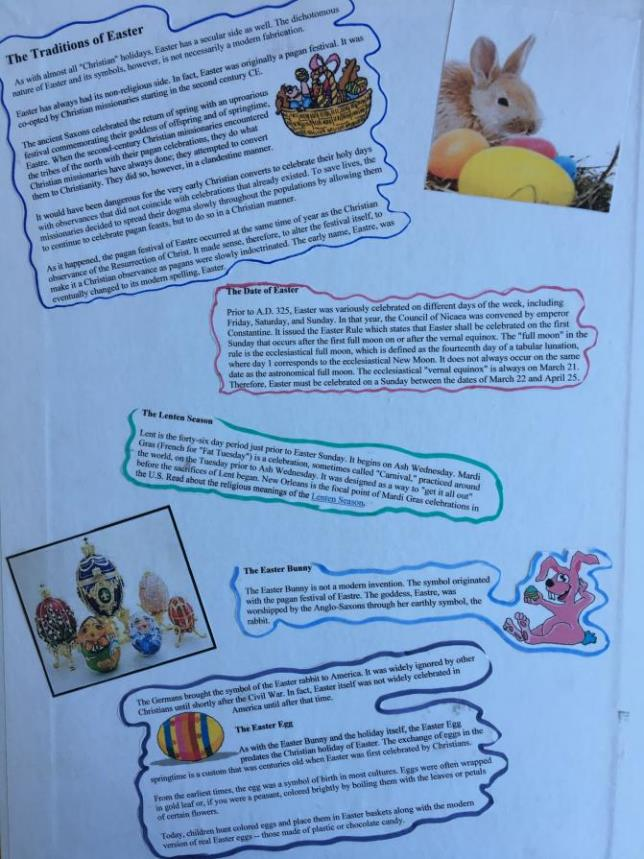 The Traditions of Easter
As with almost all "Christian" holidays, Easter has a secular side as well. The dichotomous
nature of Easter and its symbols, however, is not necessarily a modern fabrication.
Easter has always had its non-religious side. In fact, Easter was originally a pagan festival. It was
co-opted by Christian missionaries starting in the second century CE.
The ancient Saxons celebrated the return of spring with an uproarious
festival commemorating their goddess of offspring and of springtime,
Eastre. When the second-century Christian missionaries encountered
the tribes of the north with their pagan celebrations, they do what
Christian missionaries have always done; they attempted to convert
them to Christianity. They did so, however, in a clandestine manner.
It would have been dangerous for the very early Christian converts to celebrate their holy days
with observances that did not coincide with celebrations that already existed. To save lives, the
missionaries decided to spread their dogma slowly throughout the populations by allowing them
to continue to celebrate pagan feasts, but to do so in a Christian manner.
As it happened, the pagan festival of Eastre occurred at the same time of year as the Christian
observance of the Resurrection of Christ. It made sense, therefore, to alter the festival itself, to
make it a Christian observance as pagans were slowly indoctrinated. The early name, Eastre, was
eventually changed to its modern spelling, Easter.
The Date of Easter
Prior to A.D. 325, Easter was variously celebrated on different days of the week, including
Friday, Saturday, and Sunday. In that year, the Council of Nicaea was convened by emperor
Constantine. It issued the Easter Rule which states that Easter shall be celebrated on the first
Sunday that occurs after the first full moon on or after the vernal equinox. The "full moon" in the
rule is the ecclesiastical full moon, which is defined as the fourteenth day of a tabular lunation,
where day 1 corresponds to the ecclesiastical New Moon. It does not always occur on the same
date as the astronomical full moon. The ecclesiastical "vernal equinox" is always on March 21.
Therefore, Easter must be celebrated on a Sunday between the dates of March 22 and April 25.
The Lenten Season
Lent is the forty-six day period just prior to Easter Sunday. It begins on Ash Wednesday. Mardi
Gras (French for "Fat Tuesday") is a celebration, sometimes called "Carnival," practiced around
the world, on the Tuesday prior to Ash Wednesday. It was designed as a way to "get it all out"
before the sacrifices of Lent began. New Orleans is the focal point of Mardi Gras celebrations in
the U.S. Read about the religious meanings of the Lenten Season.
The Easter Bunny
The Easter Bunny is not a modern invention. The symbol originated
with the pagan festival of Eastre. The goddess, Eastre, was
worshipped by the Anglo-Saxons through her earthly symbol, the
rabbit.
The Germans brought the symbol of the Easter rabbit to America. It was widely ignored by other
Christians until shortly after the Civil War. In fact, Easter itself was not widely celebrated in
America until after that time.
The Easter Egg
As with the Easter Bunny and the holiday itself, the Easter Egg
predates the Christian holiday of Easter. The exchange of eggs in the
springtime is a custom that was centuries old when Easter was first celebrated by Christians.
From the earliest times, the egg was a symbol of birth in most cultures. Eggs were often wrapped
in gold leaf or, if you were a peasant, colored brightly by boiling them with the leaves or petals
of certain flowers.
Today, children hunt colored eggs and place them in Easter baskets along with the modern
version of real Easter eggs -- those made of plastic or chocolate candy.